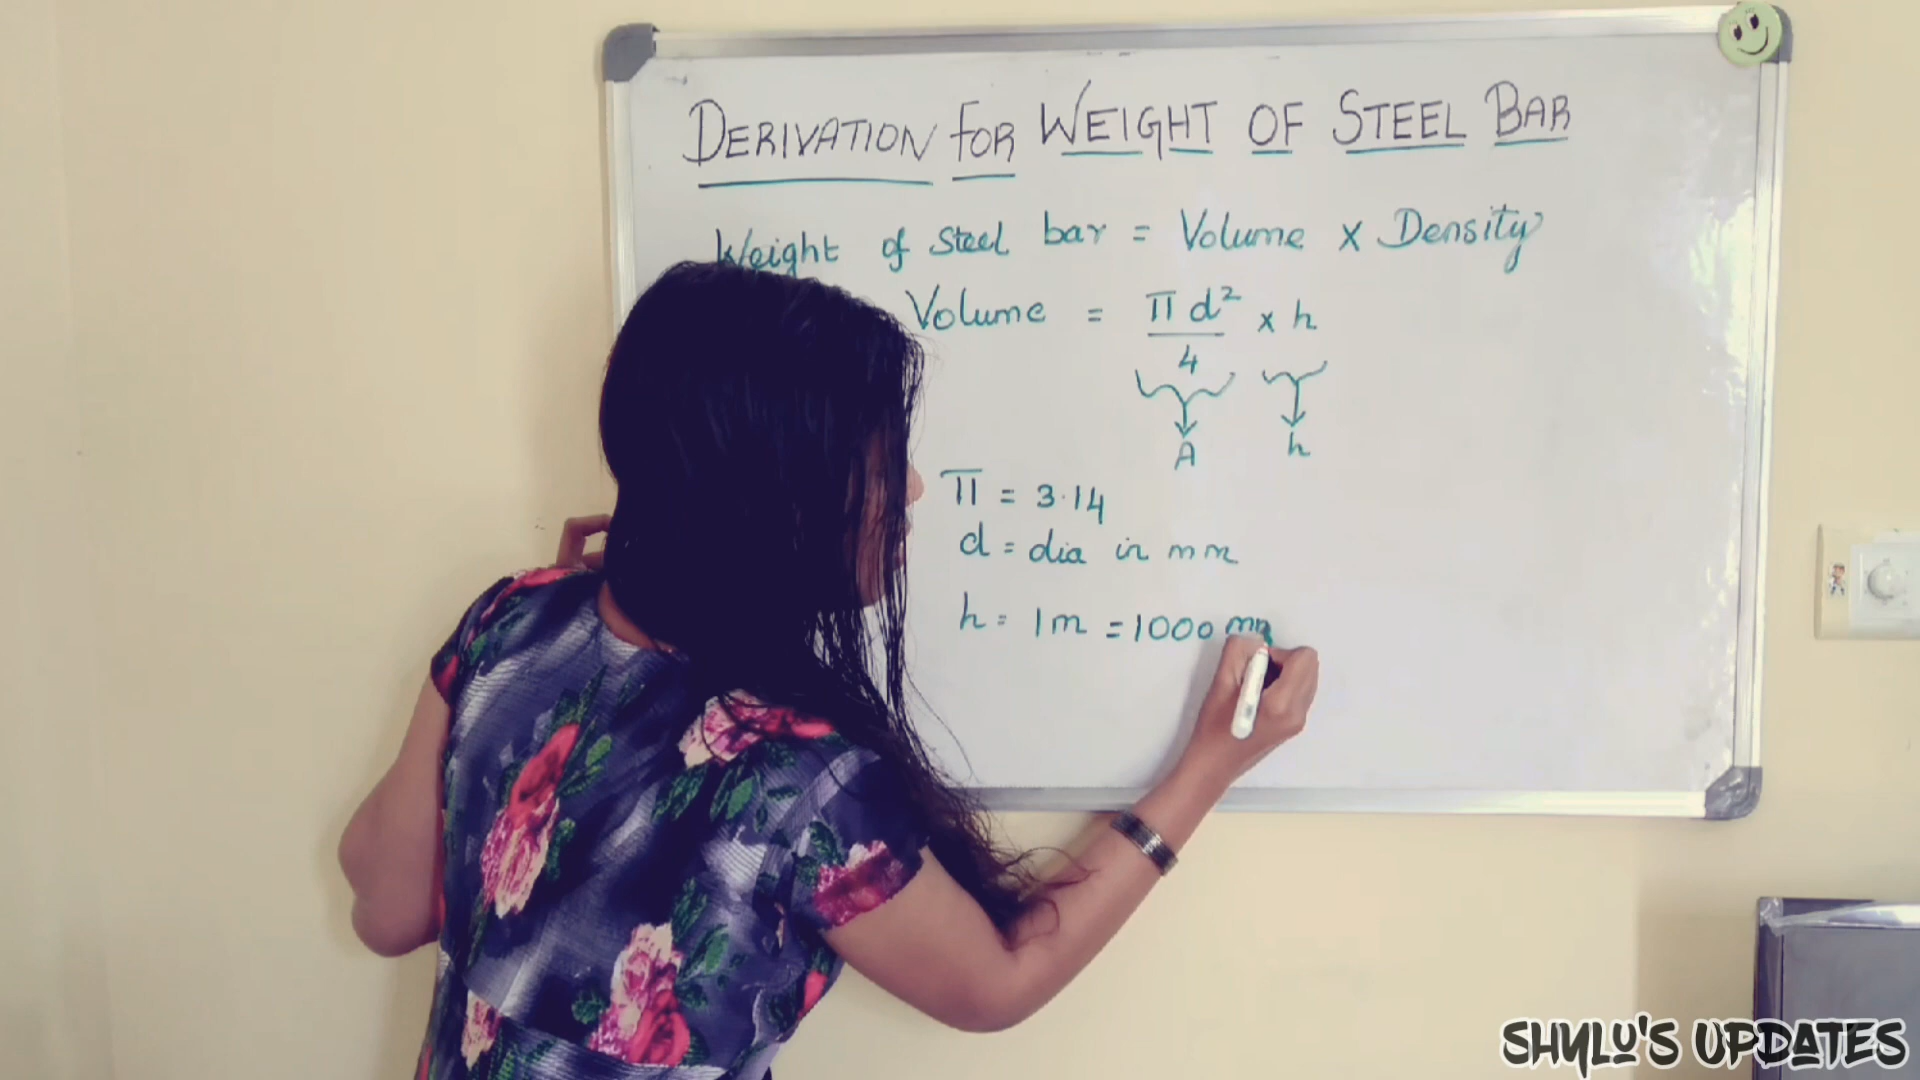 DERIVATION FOR WEIGHT OF STEEL BAR
Weight of steel bar = Volume x Density
Volume = π d² x h
4
A h
π = 3.14
d = dia in mm
h = 1m = 1000 mm
SHYLU'S UPDATES